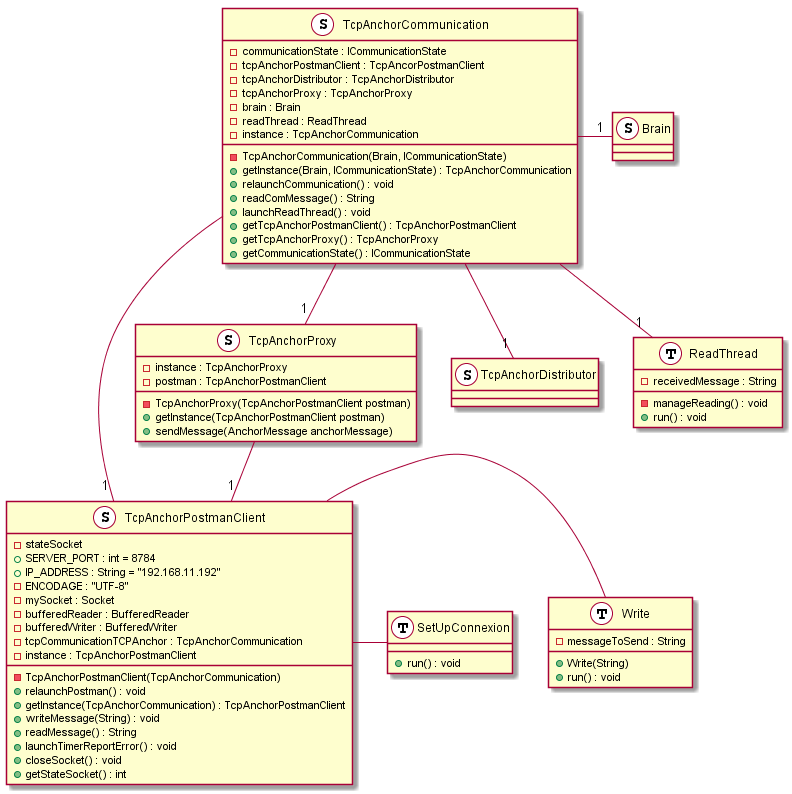 S TcpAnchorCommunication
communicationState : ICommunicationState
tcpAnchorPostmanClient : TcpAncorPostmanClient
tcpAnchorDistributor : TcpAnchorDistributor
tcpAnchorProxy : TcpAnchorProxy
brain : Brain
readThread : ReadThread
instance : TcpAnchorCommunication
TcpAnchorCommunication(Brain, ICommunicationState)
getInstance(Brain, ICommunicationState) : TcpAnchorCommunication
relaunchCommunication() : void
readComMessage() : String
launchReadThread() : void
getTcpAnchorPostmanClient() : TcpAnchorPostmanClient
getTcpAnchorProxy() : TcpAnchorProxy
getCommunicationState() : ICommunicationState
1
S Brain
1
S TcpAnchorProxy
instance : TcpAnchorProxy
postman : TcpAnchorPostmanClient
TcpAnchorProxy(TcpAnchorPostmanClient postman)
getInstance(TcpAnchorPostmanClient postman)
sendMessage(AnchorMessage anchorMessage)
1
S TcpAnchorDistributor
1
T ReadThread
receivedMessage : String
manageReading() : void
run() : void
1
1
S TcpAnchorPostmanClient
stateSocket
SERVER_PORT : int = 8784
IP_ADDRESS : String = "192.168.11.192"
ENCODAGE : "UTF-8"
mySocket : Socket
bufferedReader : BufferedReader
bufferedWriter : BufferedWriter
tcpCommunicationTCPAnchor : TcpAnchorCommunication
instance : TcpAnchorPostmanClient
TcpAnchorPostmanClient(TcpAnchorCommunication)
relaunchPostman() : void
getInstance(TcpAnchorCommunication) : TcpAnchorPostmanClient
writeMessage(String) : void
readMessage() : String
launchTimerReportError() : void
closeSocket() : void
getStateSocket() : int
T SetUpConnexion
run() : void
T Write
messageToSend : String
Write(String)
run() : void